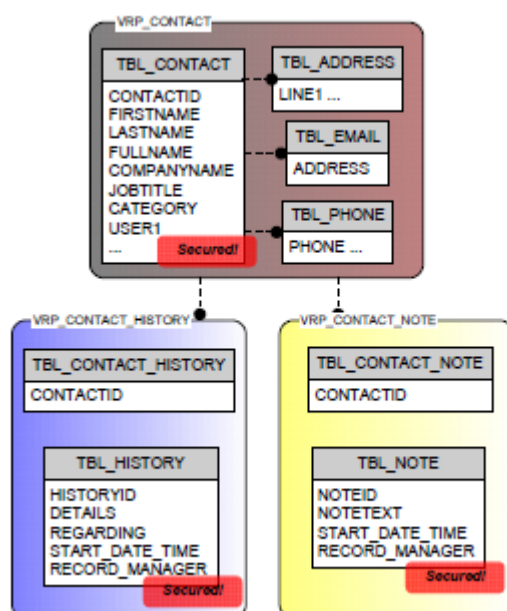 VRP_CONTACT
TBL_CONTACT
CONTACTID
FIRSTNAME
LASTNAME
FULLNAME
COMPANYNAME
JOBTITLE
CATEGORY
USER1
...
Secured!
TBL_ADDRESS
LINE1 ...
TBL_EMAIL
ADDRESS
TBL_PHONE
PHONE ...
VRP_CONTACT_HISTORY
TBL_CONTACT_HISTORY
CONTACTID
TBL_HISTORY
HISTORYID
DETAILS
REGARDING
START_DATE_TIME
RECORD_MANAGER
Secured!
VRP_CONTACT_NOTE
TBL_CONTACT_NOTE
CONTACTID
TBL_NOTE
NOTEID
NOTETEXT
START_DATE_TIME
RECORD_MANAGER
Secured!